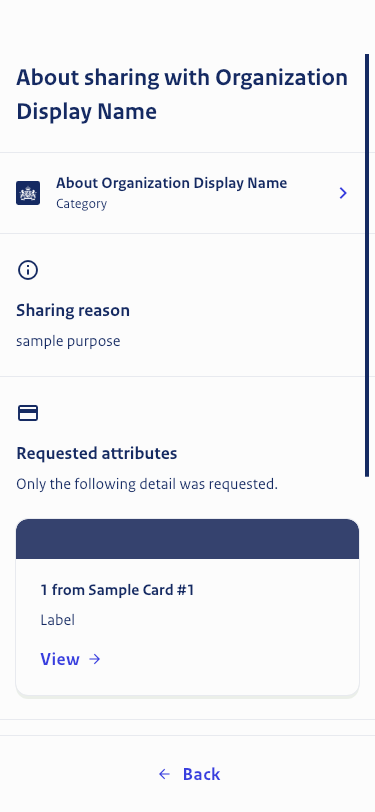 About sharing with Organization
Display Name
About Organization Display Name
Category
Sharing reason
sample purpose
Requested attributes
Only the following detail was requested.
1 from Sample Card #1
Label
View
Back